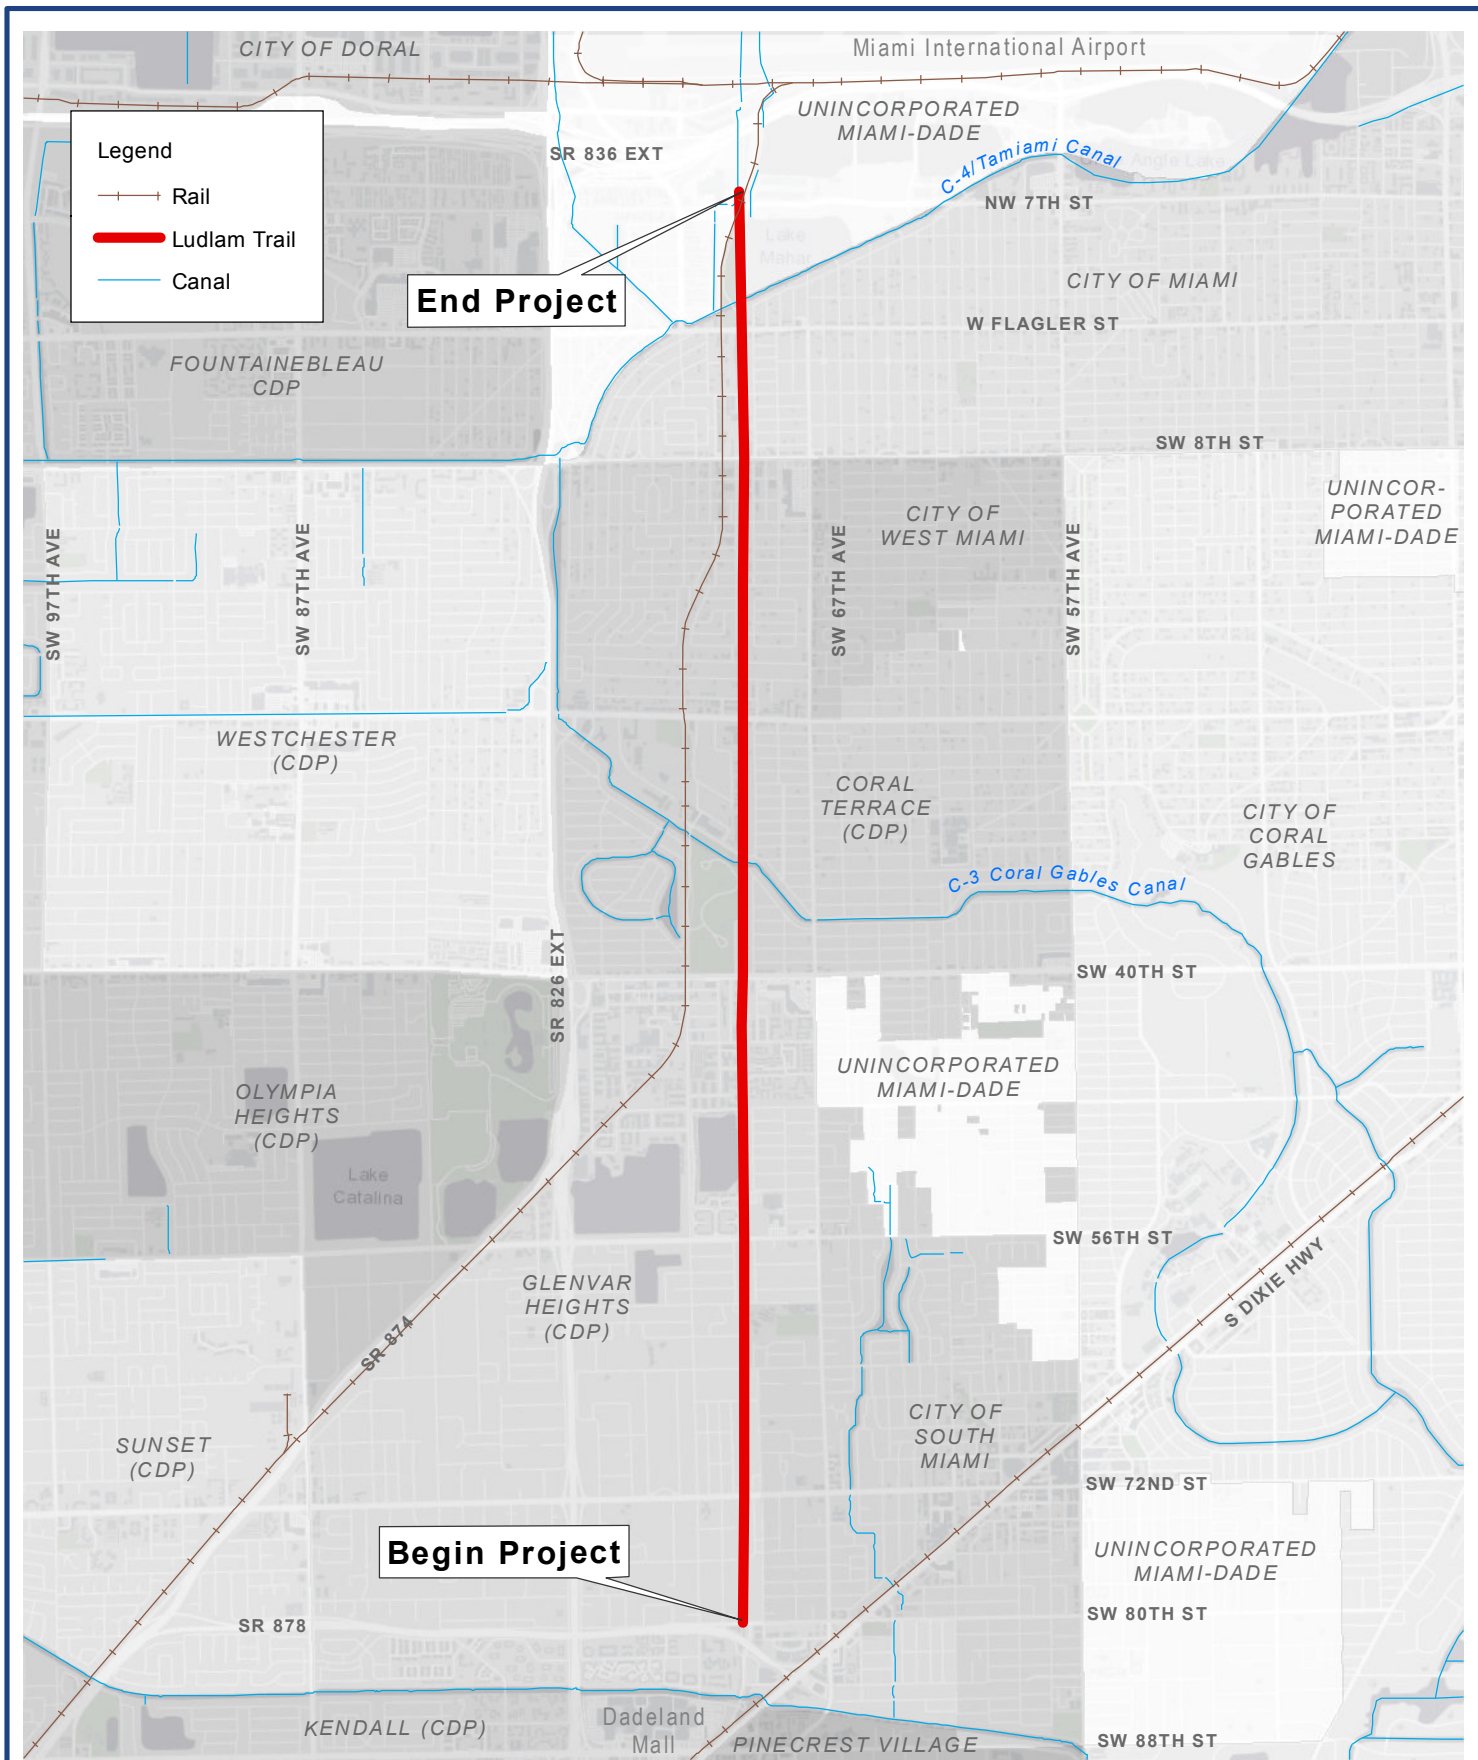 CITY OF DORAL
Miami International Airport
UNINCORPORATED
MIAMI-DADE
Legend
Rail
Ludlam Trail
Canal
SR 836 EXT
C-4/Tamiami Canal
Angle Lake
NW 7TH ST
Lake
End Project
CITY OF MIAMI
W FLAGLER ST
FOUNTAINEBLEAU
CDP
SW 8TH ST
SW 97TH AVE
SW 87TH AVE
SW 67TH AVE
CITY OF
WEST MIAMI
SW 57TH AVE
UNINCOR-
PORATED
MIAMI-DADE
WESTCHESTER
(CDP)
CORAL
TERRACE
(CDP)
CITY OF
CORAL
GABLES
C-3 Coral Gables Canal
SR 826 EXT
SW 40TH ST
OLYMPIA
HEIGHTS
(CDP)
UNINCORPORATED
MIAMI-DADE
Lake
Catalina
SW 56TH ST
S DIXIE HWY
GLENVAR
HEIGHTS
(CDP)
SR 874
SUNSET
(CDP)
CITY OF
SOUTH
MIAMI
SW 72ND ST
Begin Project
UNINCORPORATED
MIAMI-DADE
SR 878
SW 80TH ST
KENDALL (CDP)
Dadeland
Mall
PINECREST VILLAGE
SW 88TH ST